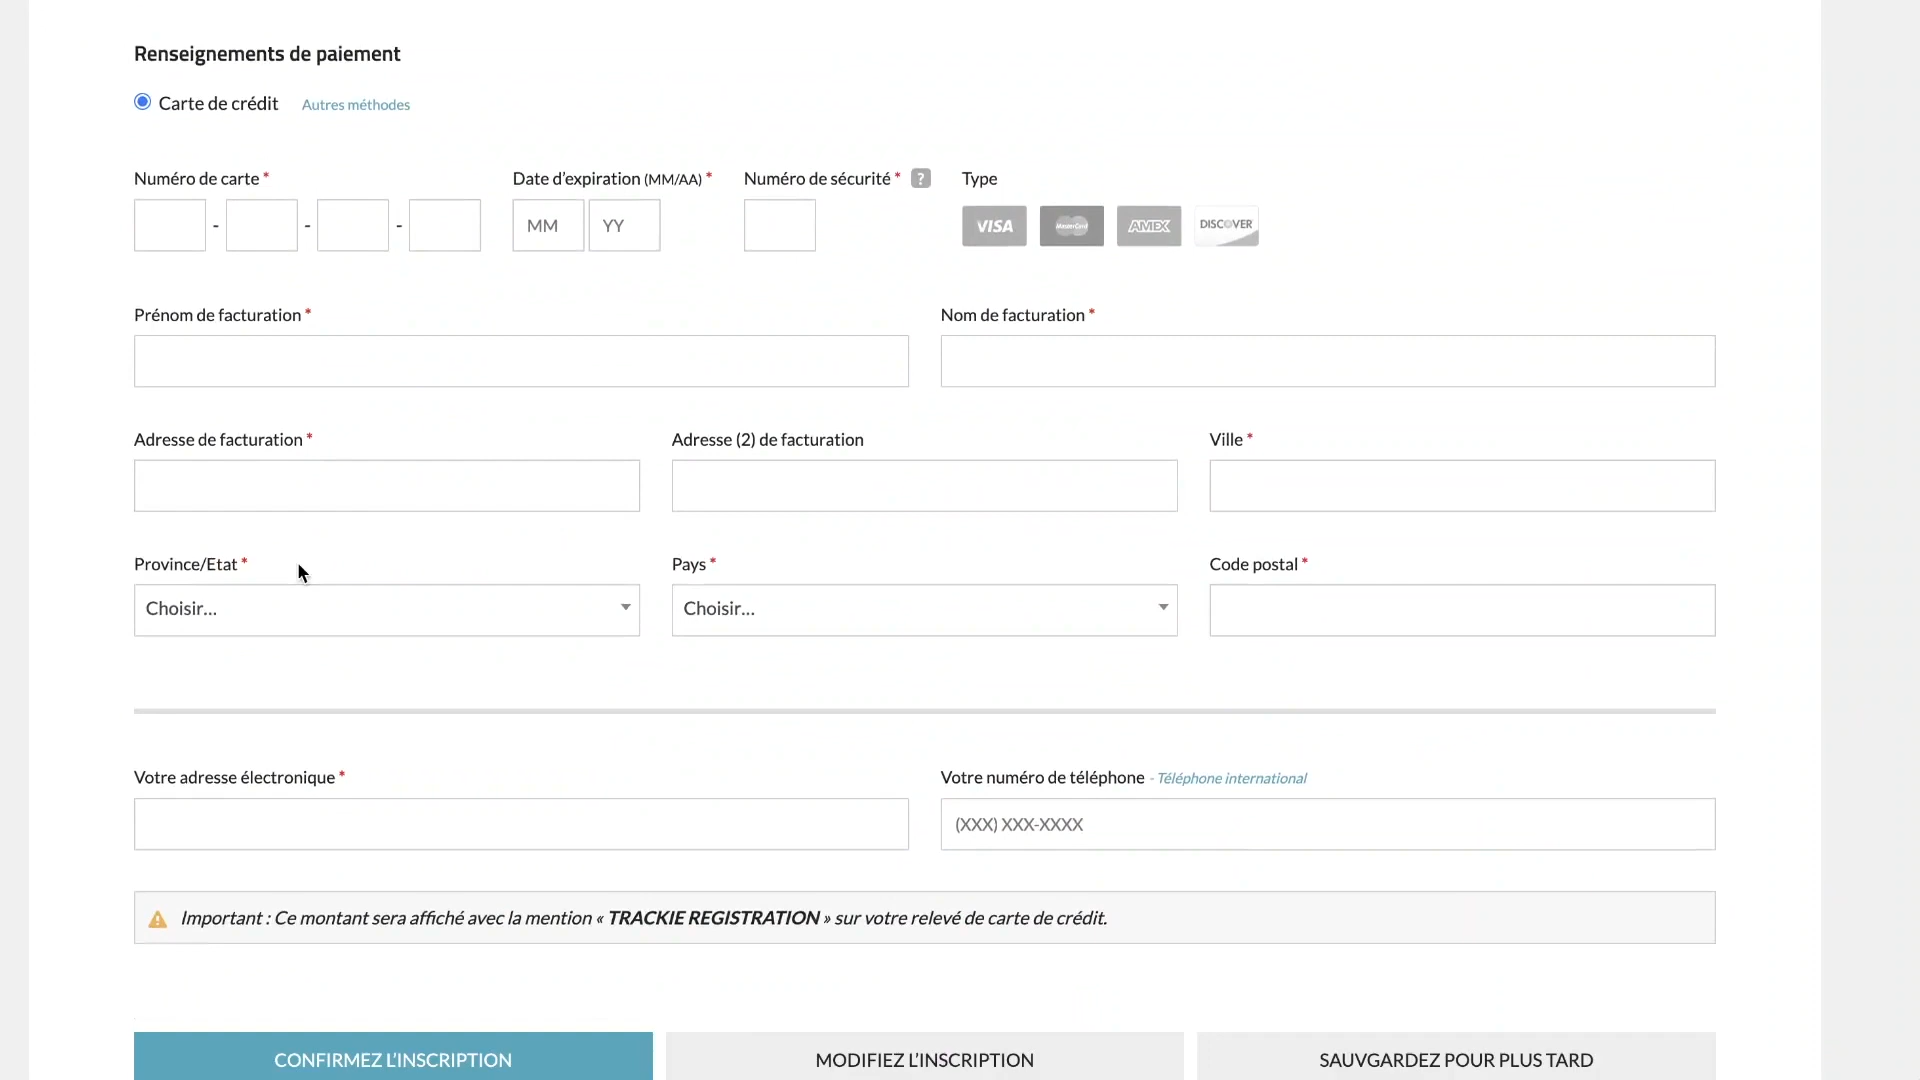 Renseignements de paiement
Carte de crédit Autres méthodes
Numéro de carte * Date d'expiration (MM/AA) * Numéro de sécurité * ? Type
- - - MM YY VISA MasterCard AMEX DISCOVER
Prénom de facturation * Nom de facturation *
Adresse de facturation * Adresse (2) de facturation Ville *
Province/Etat * Pays * Code postal *
Choisir... Choisir...
Votre adresse électronique * Votre numéro de téléphone - Téléphone international
(XXX) XXX-XXXX
Important : Ce montant sera affiché avec la mention « TRACKIE REGISTRATION » sur votre relevé de carte de crédit.
CONFIRMEZ L'INSCRIPTION MODIFIEZ L'INSCRIPTION SAUVGARDEZ POUR PLUS TARD